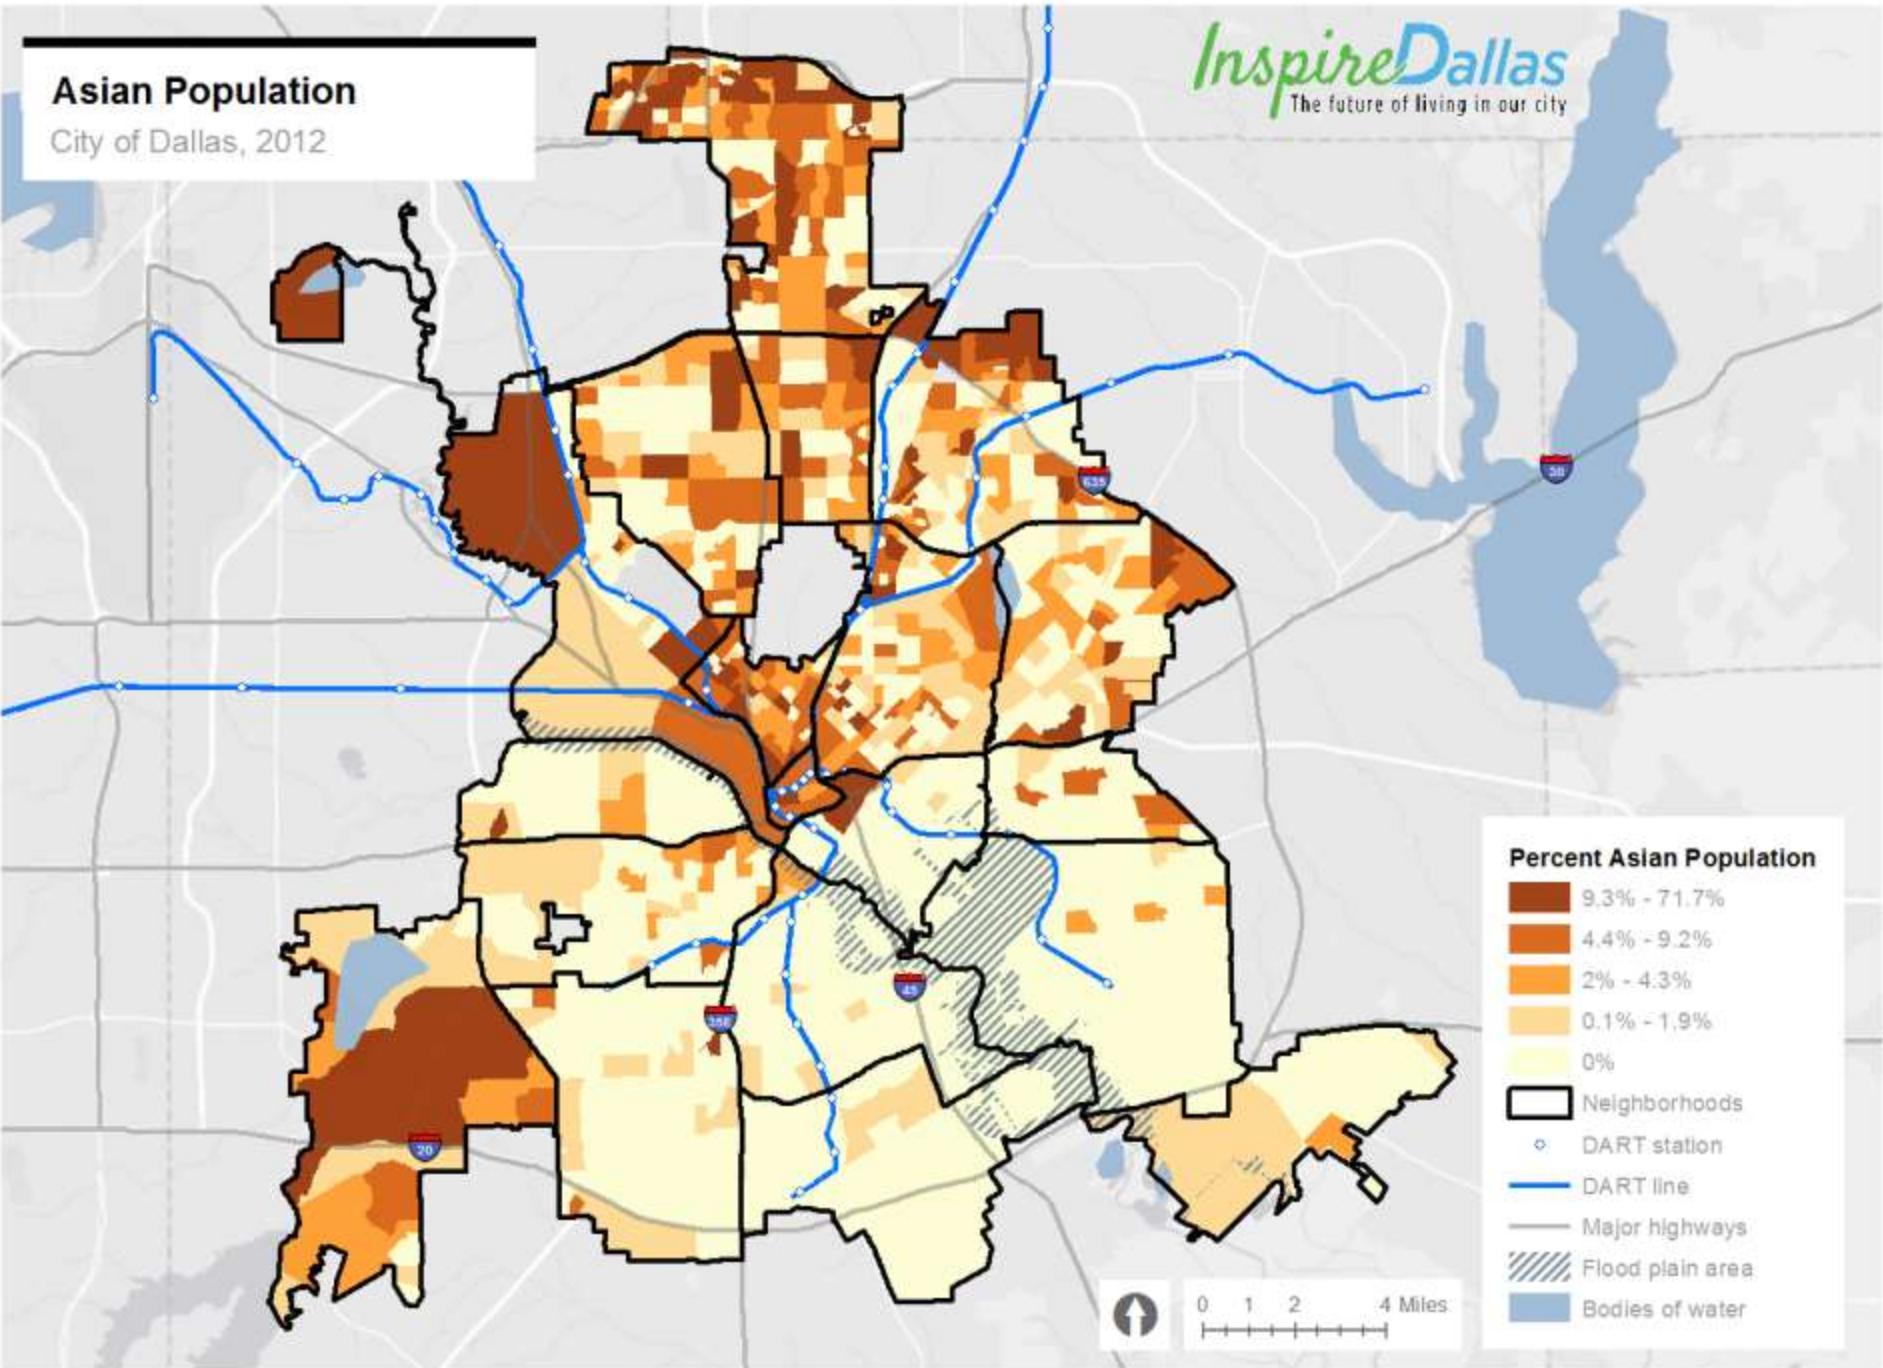 Asian Population
City of Dallas, 2012
InspireDallas
The future of living in our city
635
30
45
35E
20
Percent Asian Population
9.3% - 71.7%
4.4% - 9.2%
2% - 4.3%
0.1% - 1.9%
0%
Neighborhoods
DART station
DART line
Major highways
Flood plain area
Bodies of water
0 1 2 4 Miles